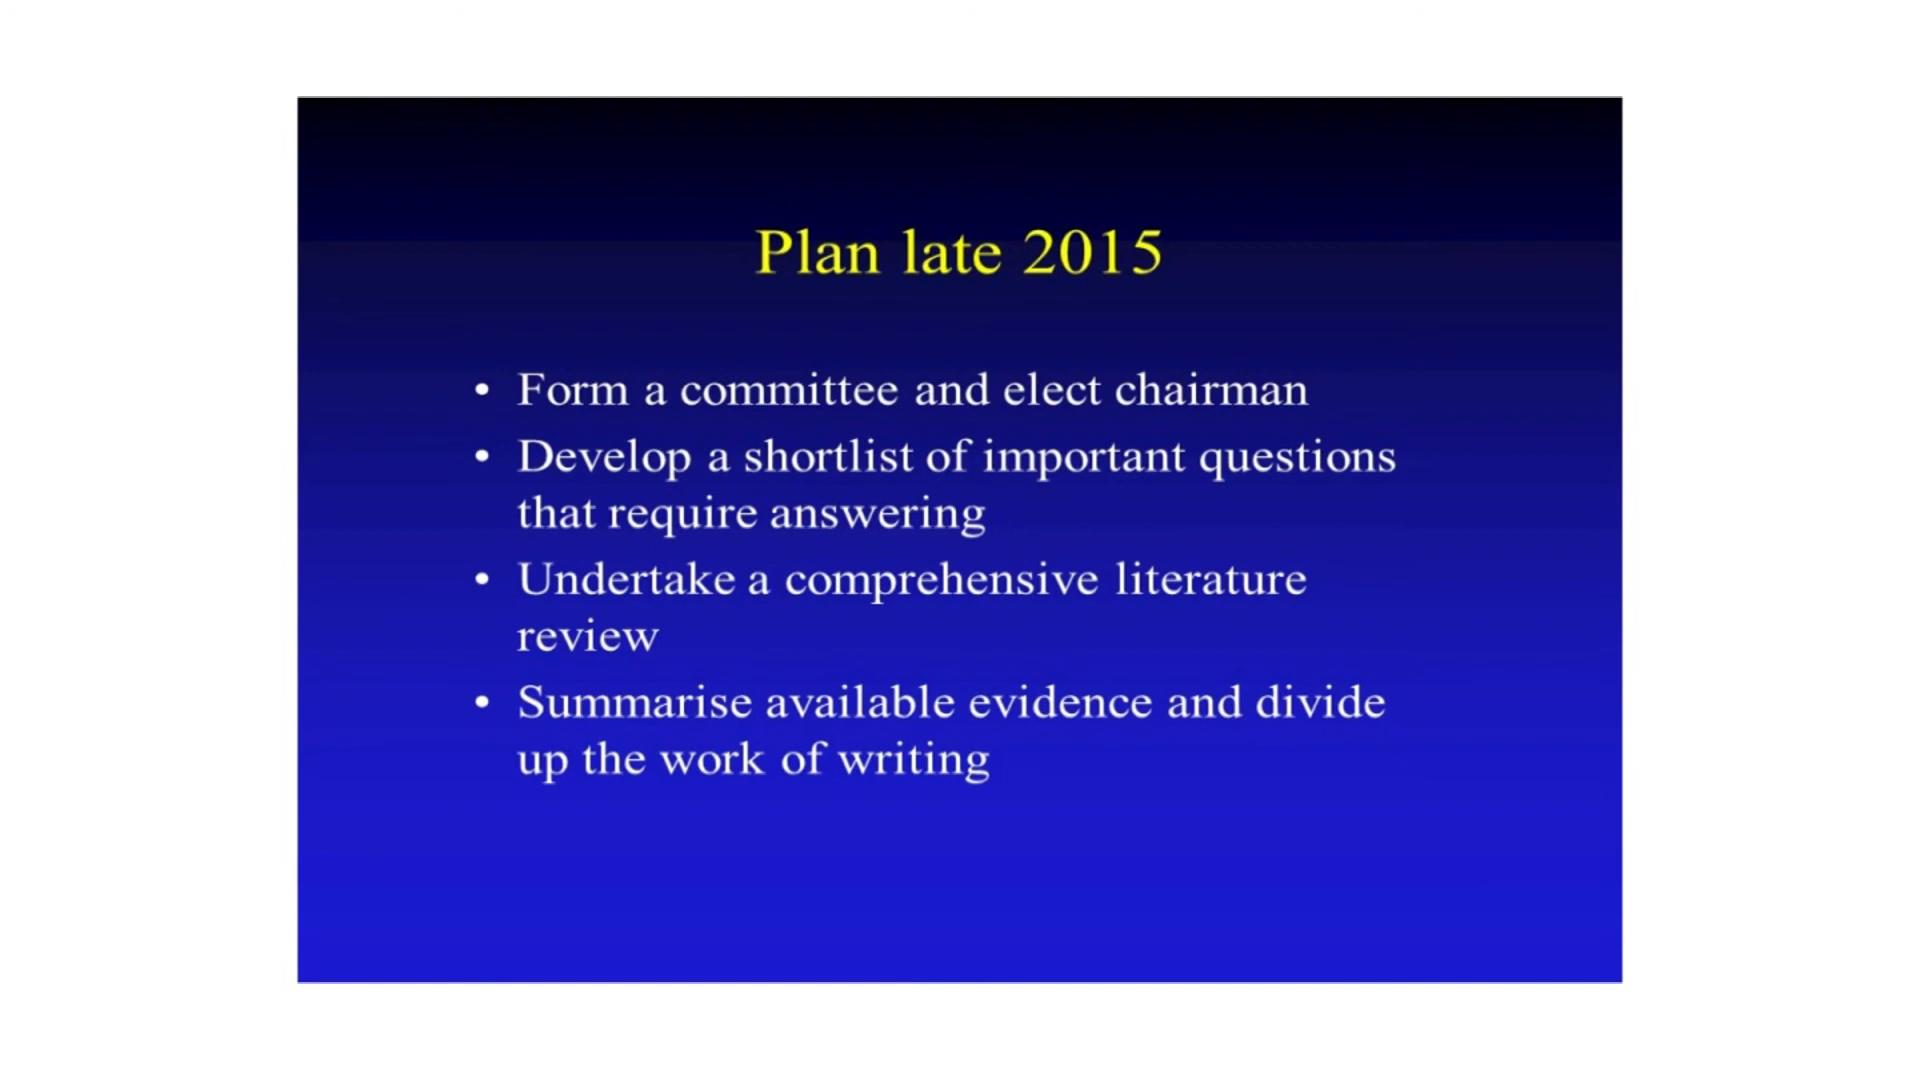 Plan late 2015
• Form a committee and elect chairman
• Develop a shortlist of important questions
that require answering
• Undertake a comprehensive literature
review
• Summarise available evidence and divide
up the work of writing